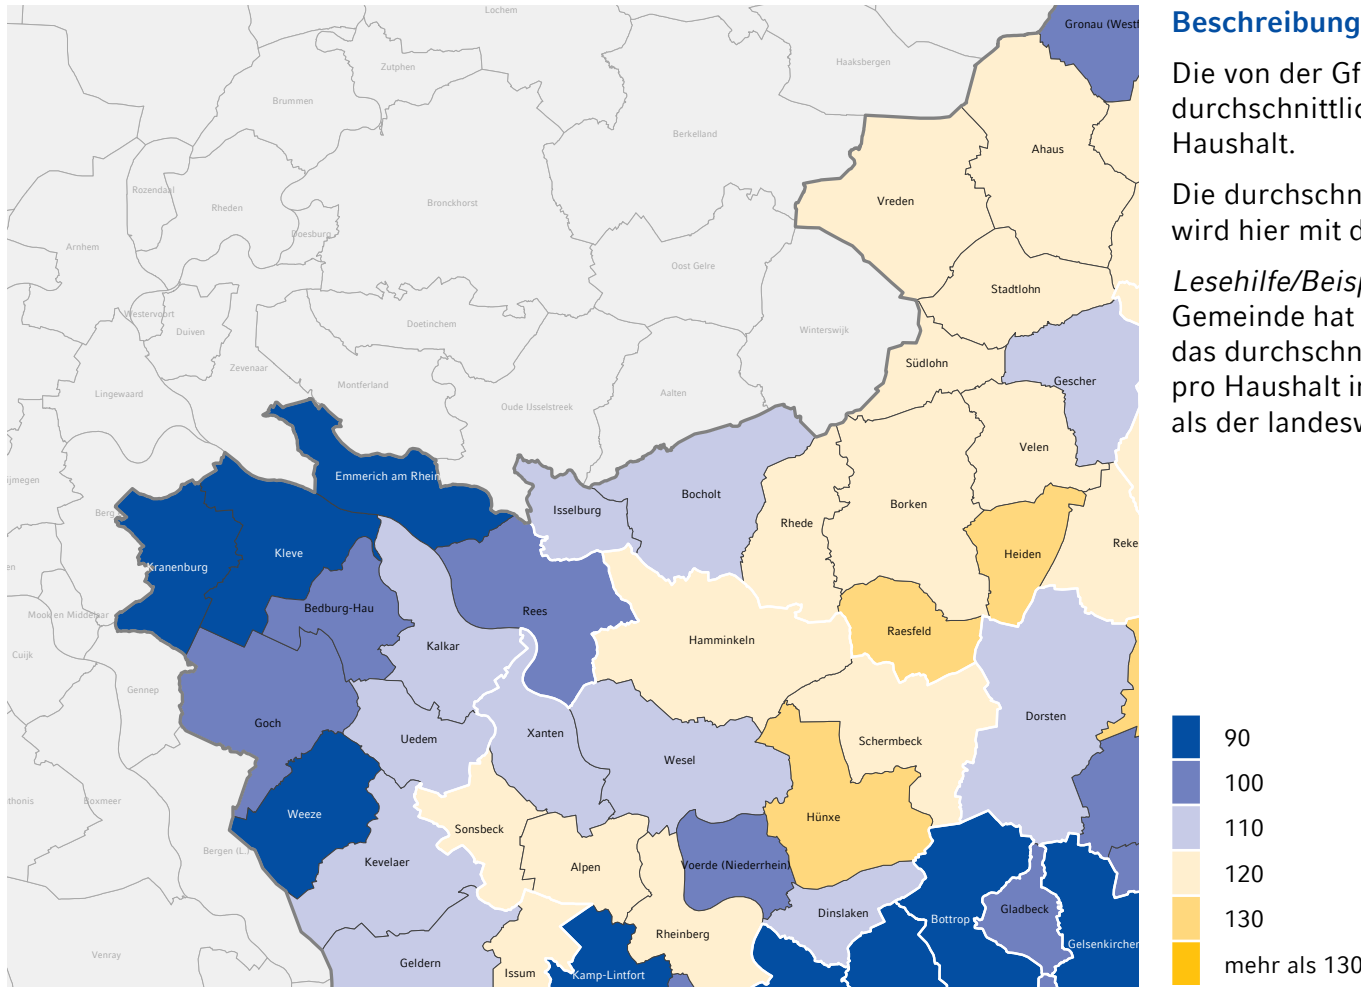 Lochem
Gronau (Westf
Zutphen
Haaksbergen
Brummen
Berkelland
Ahaus
Rozendaal
Bronckhorst
Vreden
Rheden
Doesburg
Arnhem
Oost Gelre
Stadtlohn
Westervoort
Doetinchem
Duiven
Winterswijk
Südlohn
Zevenaar
Montferland
Gescher
Lingewaard
Aalten
Oude IJsselstreek
Velen
Emmerich am Rhein
ijmegen
Bocholt
Borken
Berg
Isselburg
Rhede
Reke
Kleve
Heiden
Kranenburg
en
Bedburg-Hau
Rees
Mook en Middelaar
Raesfeld
Hamminkeln
Kalkar
Cuijk
Gennep
Dorsten
Goch
Xanten
Uedem
Schermbeck
Wesel
thonis
Boxmeer
Weeze
Hünxe
Sonsbeck
Bergen (L.)
Kevelaer
Alpen
Voerde (Niederrhein)
Gladbeck
Dinslaken
Bottrop
Rheinberg
Gelsenkirchen
Venray
Geldern
Issum
Kamp-Lintfort
Beschreibung
Die von der Gf
durchschnittlic
Haushalt.
Die durchschn
wird hier mit d
Lesehilfe/Beisp
Gemeinde hat
das durchschn
pro Haushalt i
als der landesw
90
100
110
120
130
mehr als 130